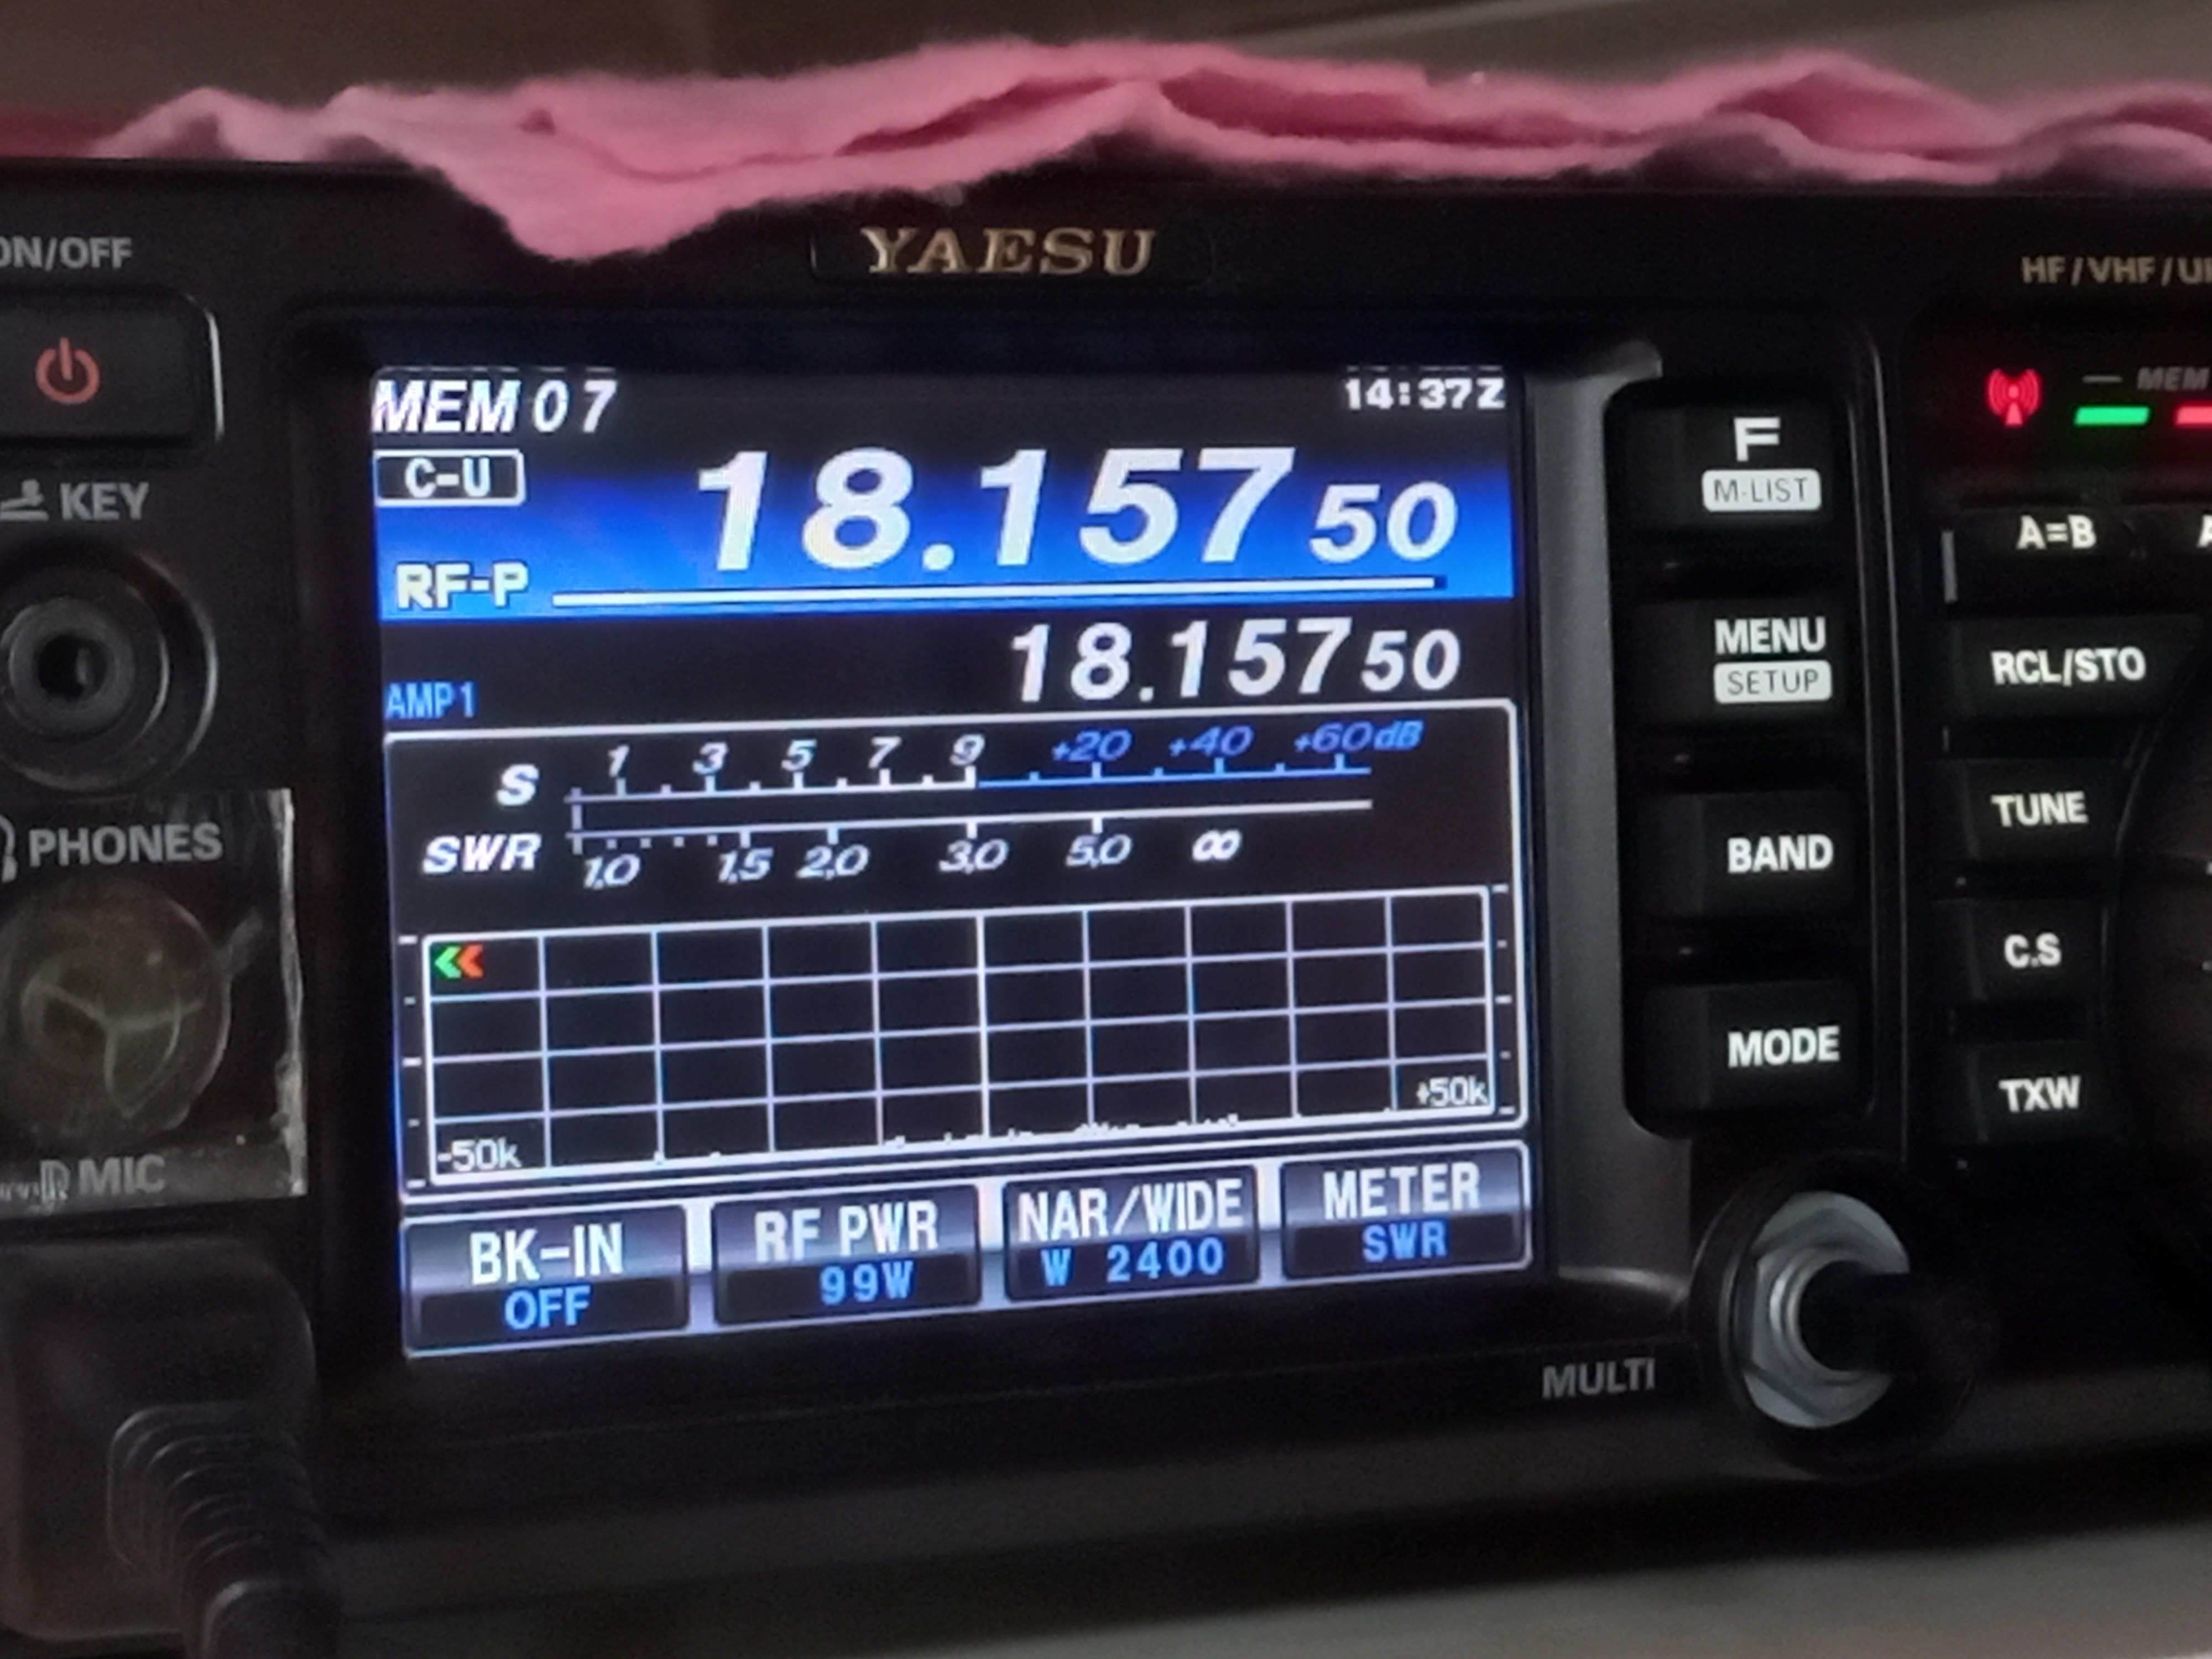 YAESU
ON/OFF
HF/VHF/U
MEM 07
14:37Z
C-U
18.157 50
RF-P
18.157 50
AMP1
S 1 3 5 7 9 +20 +40 +60dB
SWR 1.0 1.5 2.0 3.0 5.0 ∞
-50k
+50k
BK-IN
OFF
RF PWR
99W
NAR/WIDE
W 2400
METER
SWR
KEY
PHONES
MIC
F
M-LIST
MENU
SETUP
BAND
MODE
MULTI
MEM
A=B
RCL/STO
TUNE
C.S
TXW